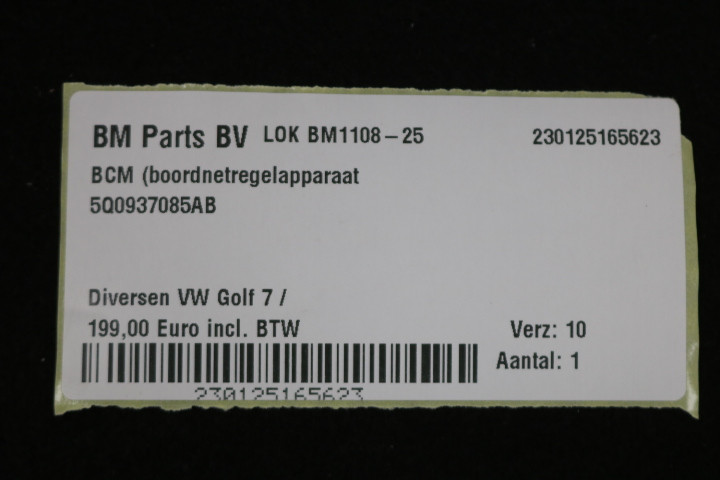 BM Parts BV LOK BM1108-25 230125165623
BCM (boordnetregelapparaat
5Q0937085AB
Diversen VW Golf 7 /
199,00 Euro incl. BTW Verz: 10
Aantal: 1
230125165623